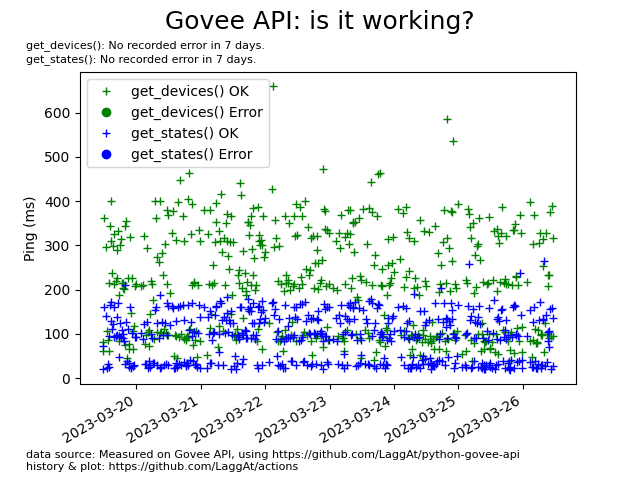 Govee API: is it working?
get_devices(): No recorded error in 7 days.
get_states(): No recorded error in 7 days.
get_devices() OK
get_devices() Error
get_states() OK
get_states() Error
Ping (ms)
600
500
400
300
200
100
0
2023-03-20
2023-03-21
2023-03-22
2023-03-23
2023-03-24
2023-03-25
2023-03-26
data source: Measured on Govee API, using https://github.com/LaggAt/python-govee-api
history & plot: https://github.com/LaggAt/actions